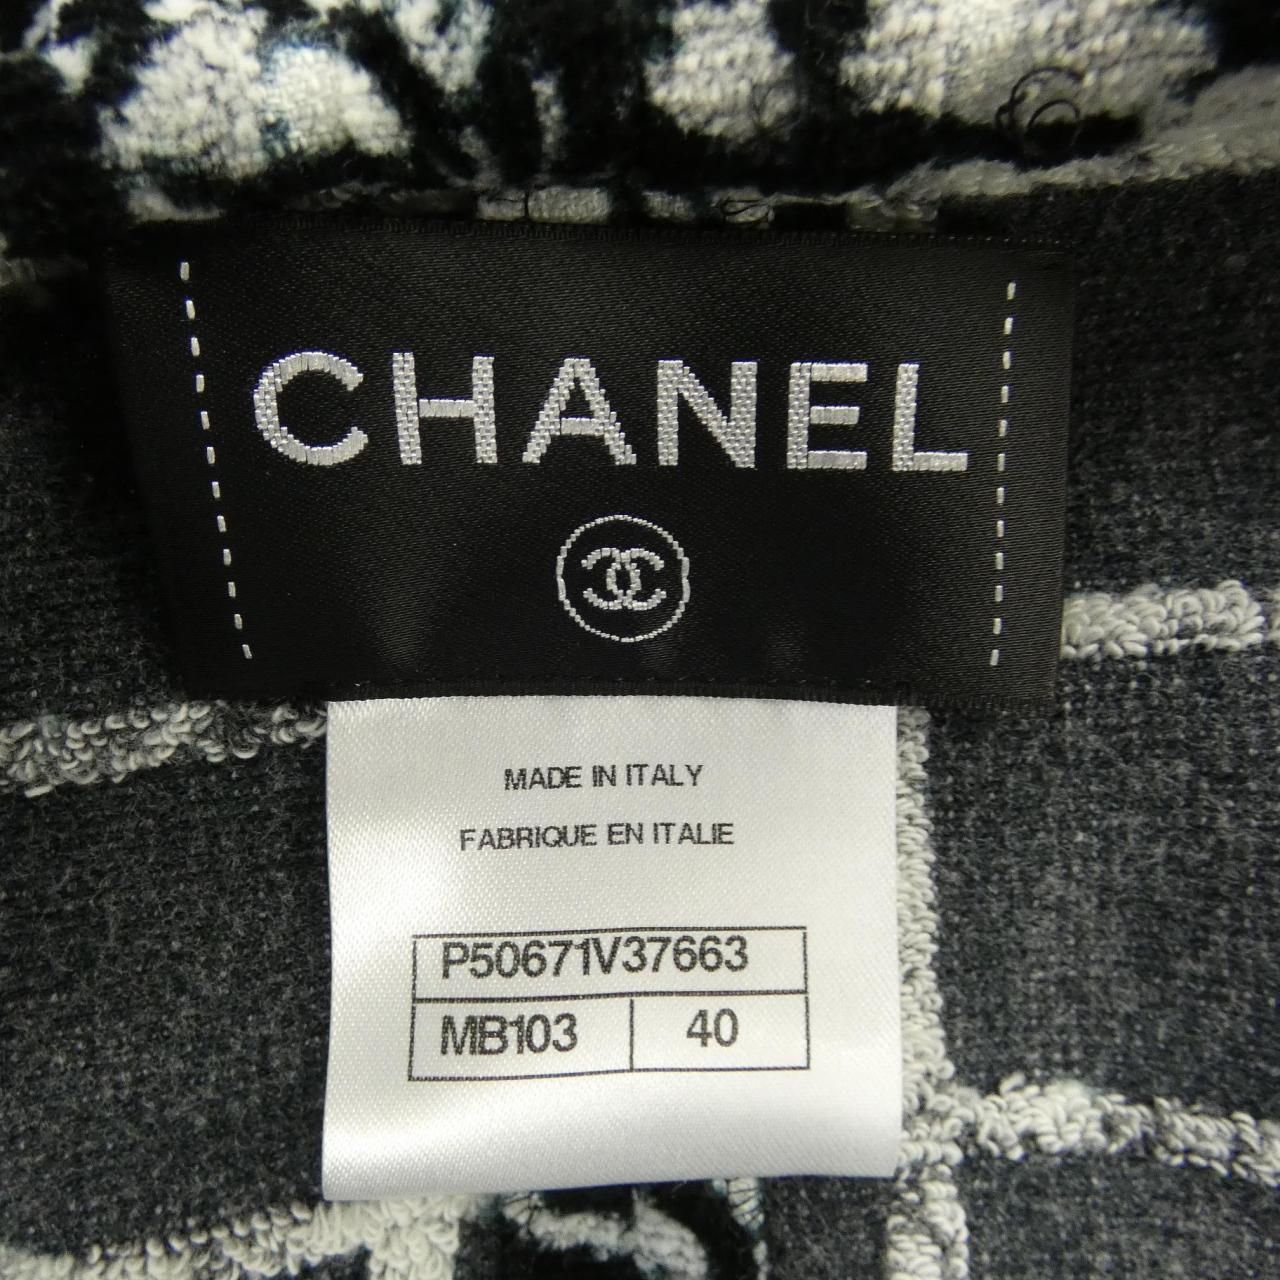 CHANEL
MADE IN ITALY
FABRIQUE EN ITALIE
P50671V37663
MB103 40